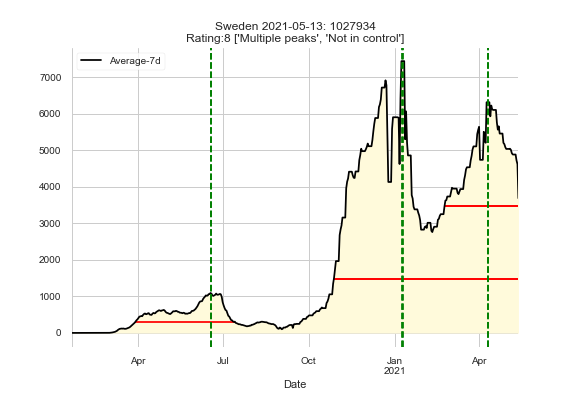 Sweden 2021-05-13: 1027934
Rating:8 ['Multiple peaks', 'Not in control']
Average-7d
7000
6000
5000
4000
3000
2000
1000
0
Apr Jul Oct Jan Apr
2021
Date